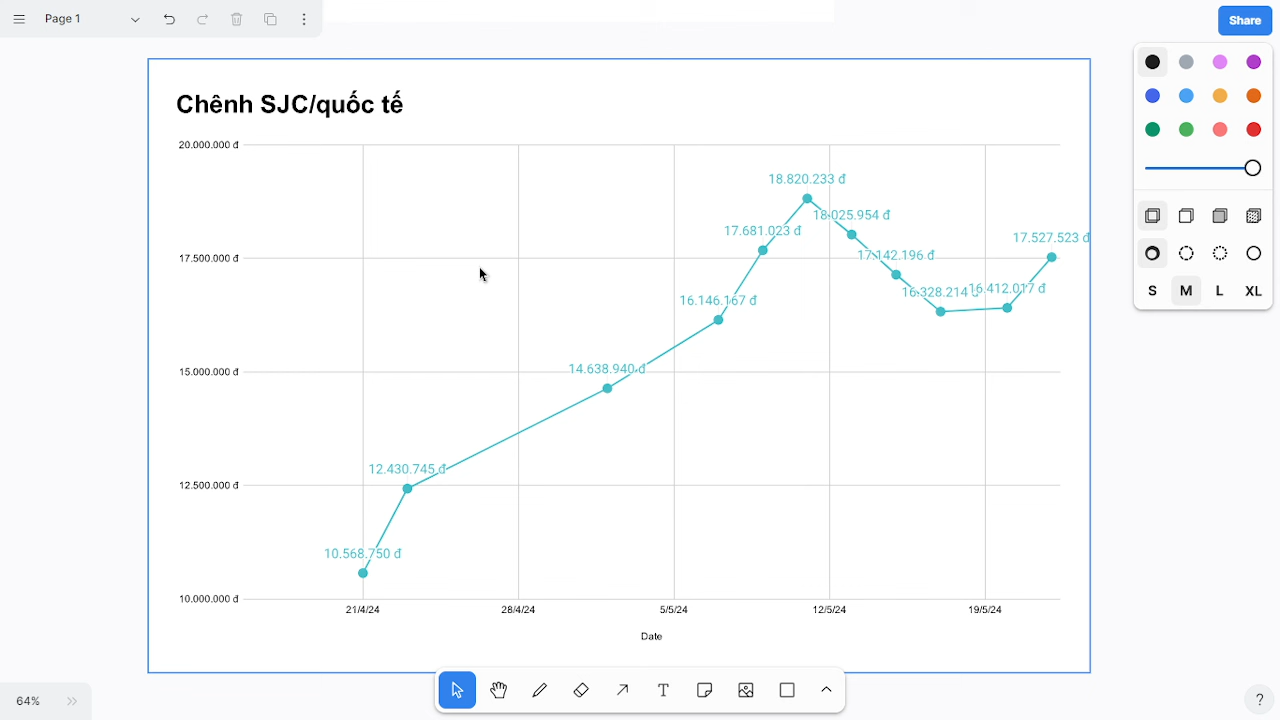 Page 1
Share
Chênh SJC/quốc tế
20.000.000 đ
18.820.233 đ
18.025.954 đ
17.681.023 đ
17.527.523 đ
17.500.000 đ
17.142.196 đ
16.328.214 đ
16.412.017 đ
16.146.167 đ
S M L XL
15.000.000 đ
14.638.940 đ
12.430.745 đ
12.500.000 đ
10.568.750 đ
10.000.000 đ
21/4/24 28/4/24 5/5/24 12/5/24 19/5/24
Date
64%
T
?